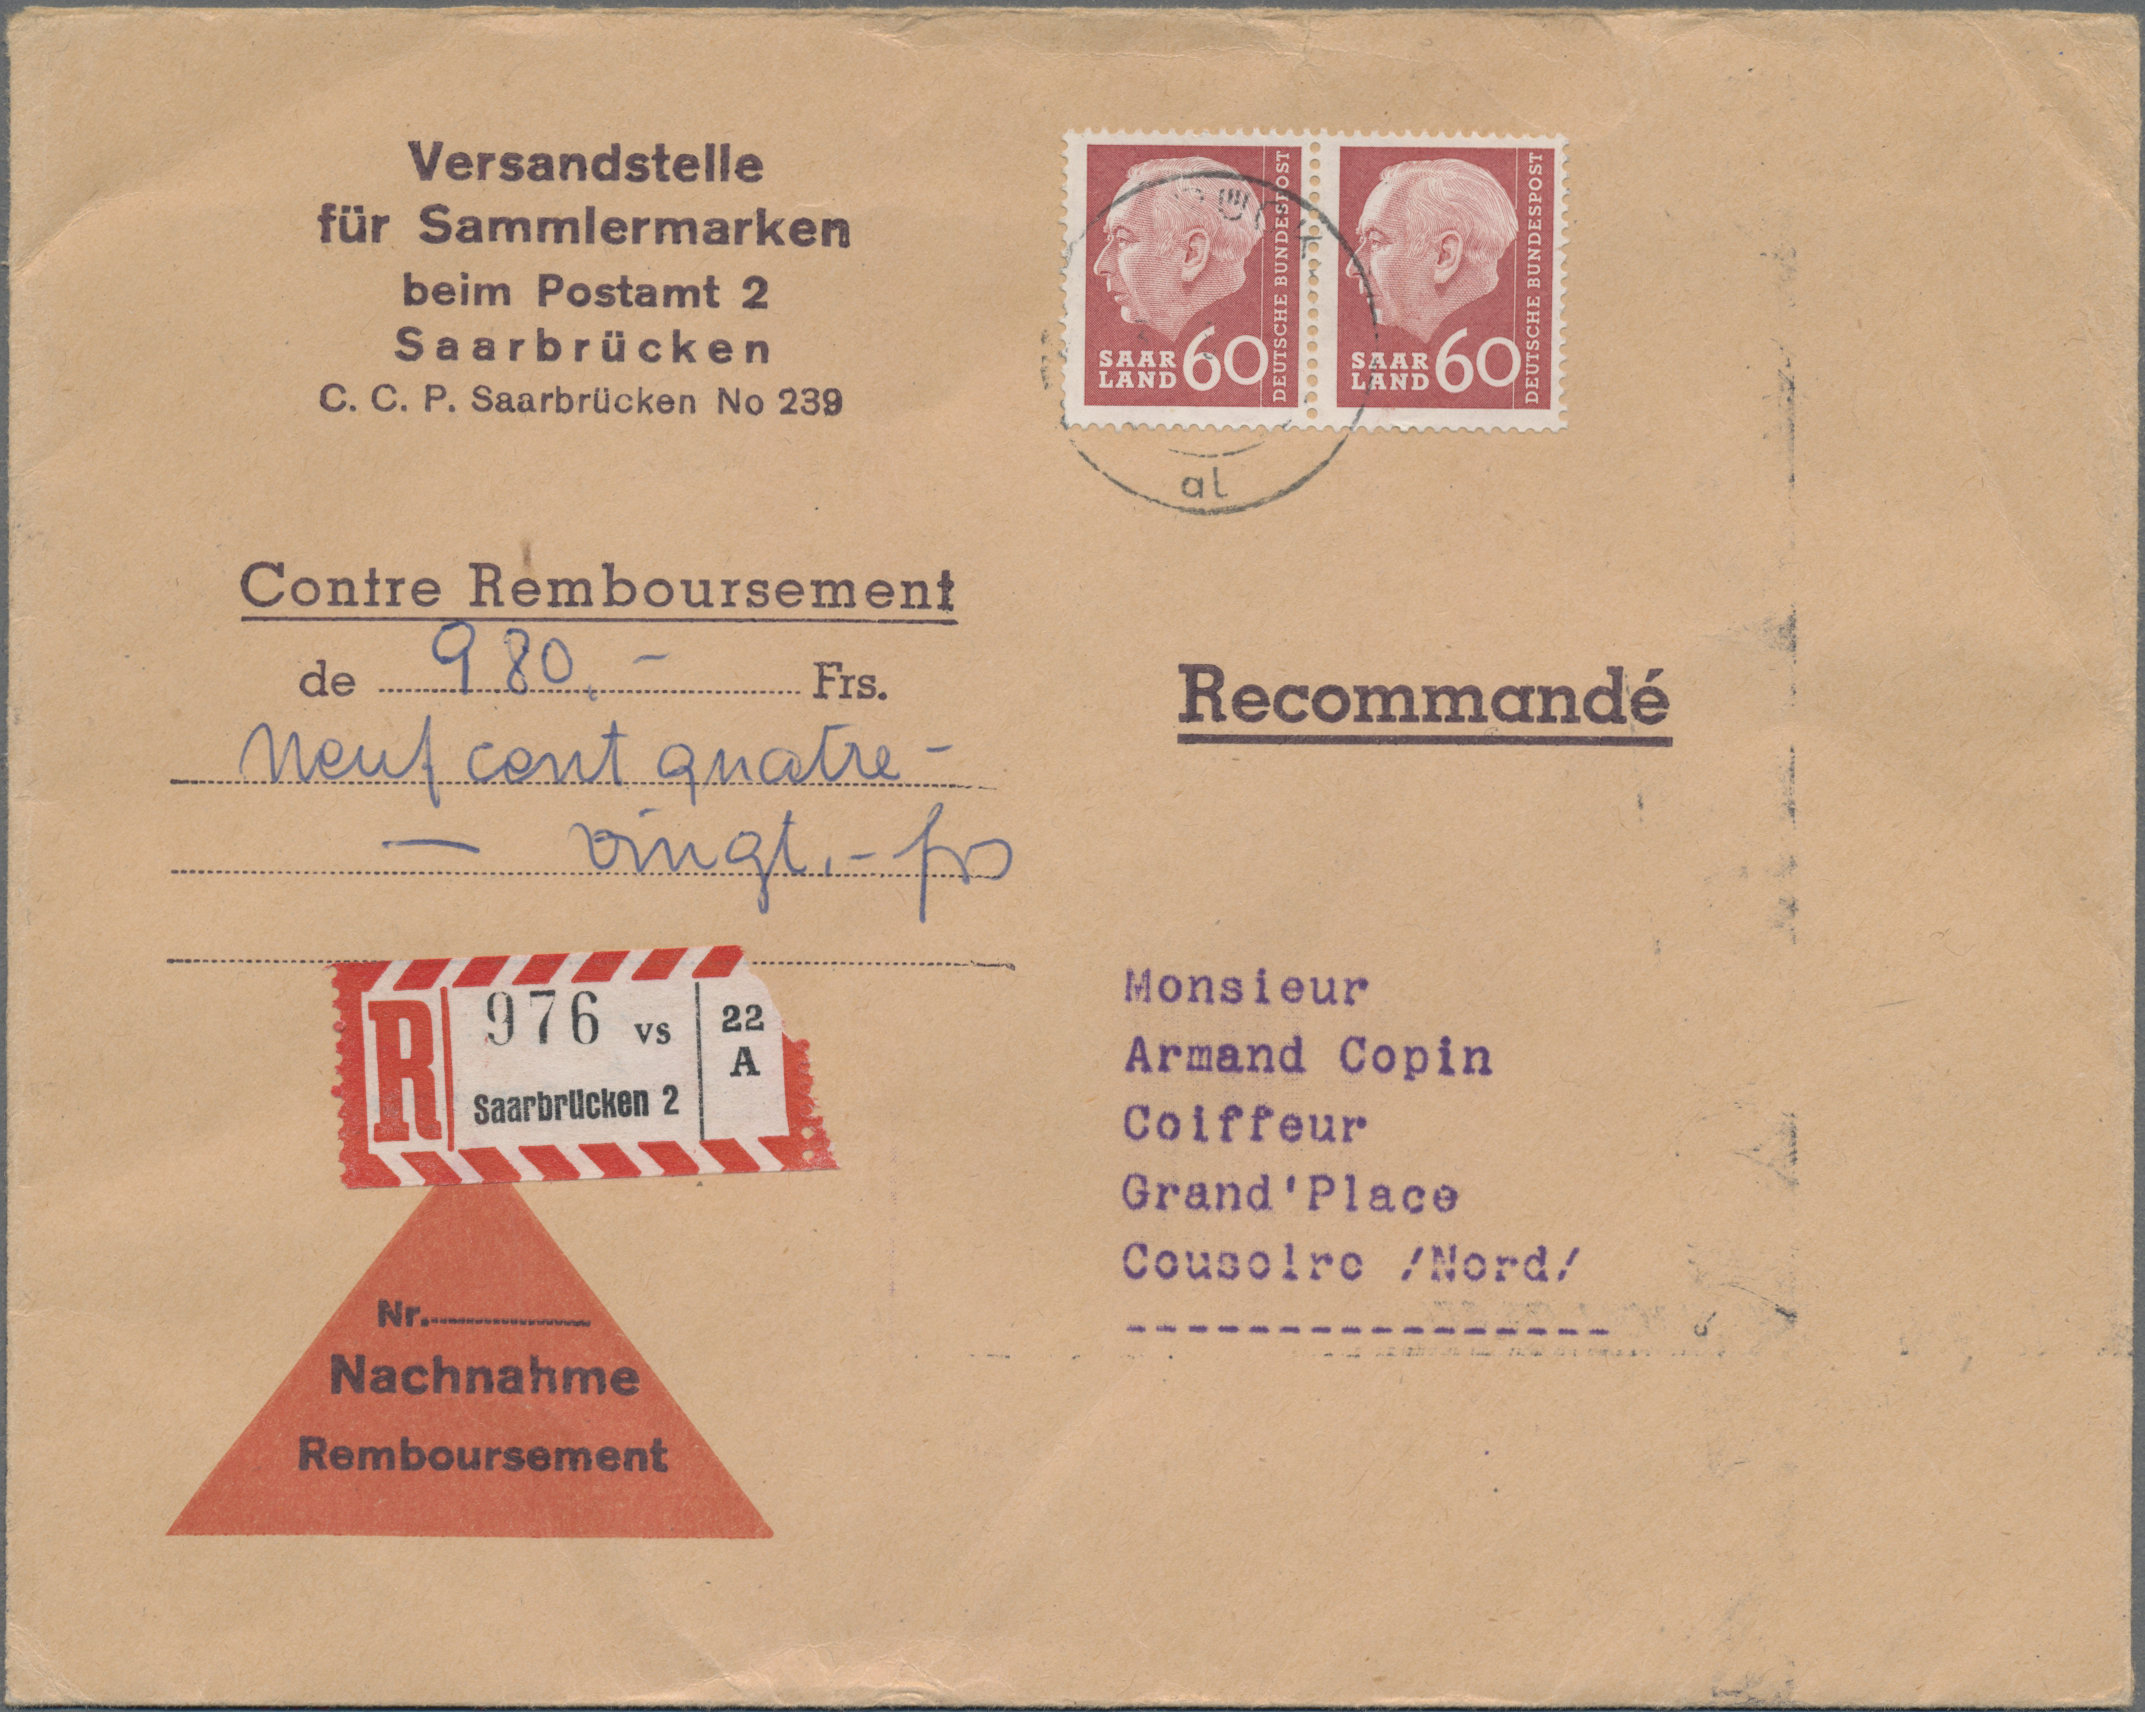 Versandstelle
für Sammlermarken
beim Postamt 2
Saarbrücken
C. C. P. Saarbrücken No 239
SAAR
LAND 60
DEUTSCHE BUNDESPOST
SAAR
LAND 60
DEUTSCHE BUNDESPOST
al
Contre Remboursement
de 980.- Frs.
Neuf cent quatre-
- vingt.- frs
Recommandé
R
976 vs
Saarbrücken 2
22
A
Monsieur
Armand Copin
Coiffeur
Grand'Place
Cousolre /Nord/
Nr.
Nachnahme
Remboursement